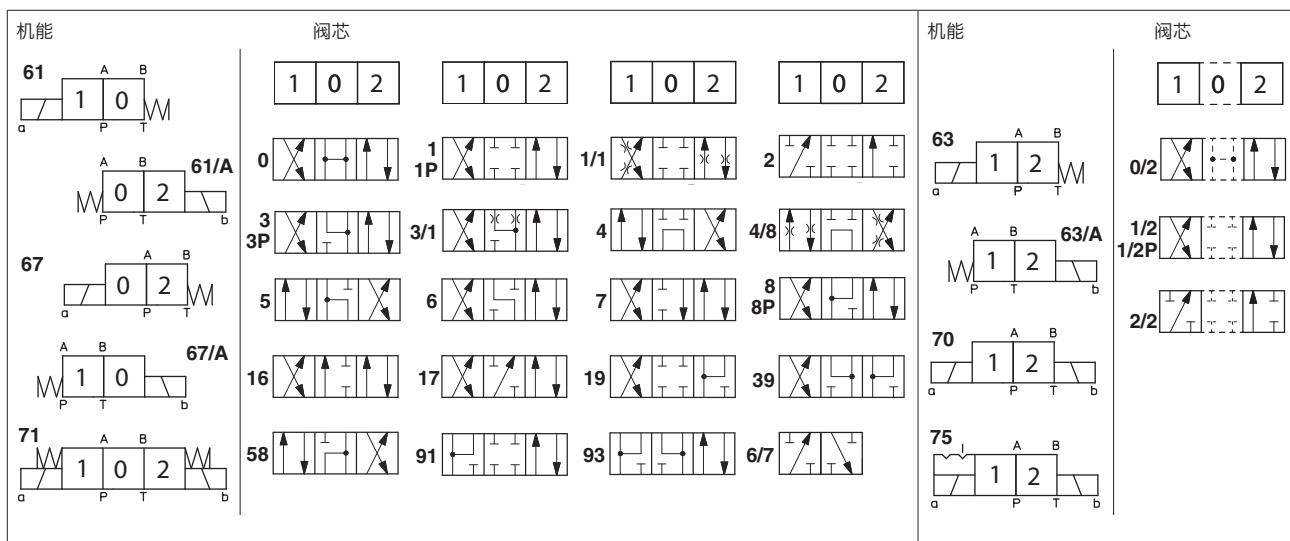 机能
阀芯
机能
阀芯
1 0 2
1 0 2
1 0 2
1 0 2
1 0 2
61
A B
1 0
a
P T
61/A
0 2
P T
b
67
A B
0 2
a
P T
67/A
A B
1 0
P T
b
71
A B
1 0 2
a
P T
b
0
1
1P
1/1
2
3
3P
3/1
4
4/8
5
6
7
8
8P
16
17
19
39
58
91
93
6/7
63
A B
1 2
a
P T
63/A
A B
1 2
P T
b
70
A B
1 2
a
P T
b
75
A B
1 2
a
P T
b
0/2
1/2
1/2P
2/2